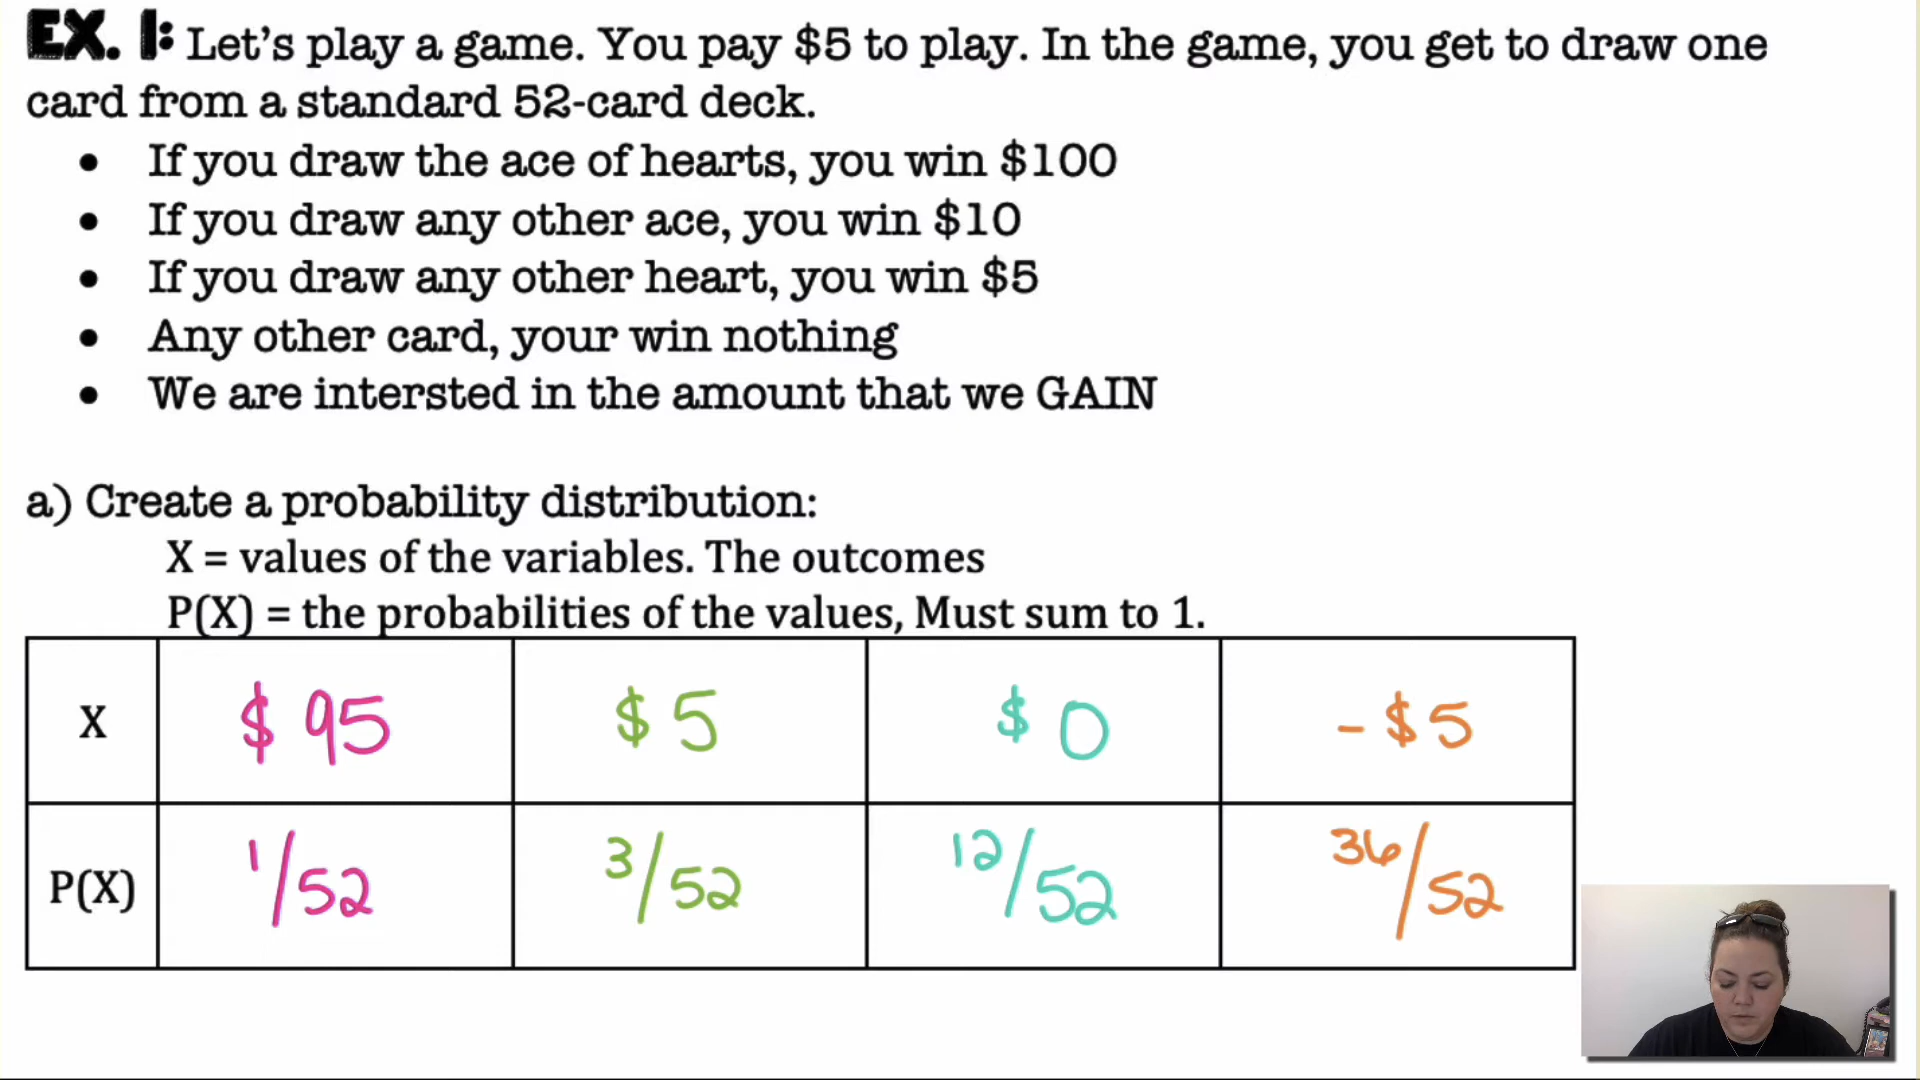 EX. 1: Let's play a game. You pay $5 to play. In the game, you get to draw one
card from a standard 52-card deck.
• If you draw the ace of hearts, you win $100
• If you draw any other ace, you win $10
• If you draw any other heart, you win $5
• Any other card, your win nothing
• We are intersted in the amount that we GAIN
a) Create a probability distribution:
X = values of the variables. The outcomes
P(X) = the probabilities of the values, Must sum to 1.
X $95 $5 $0 -$5
P(X) 1/52 3/52 12/52 36/52